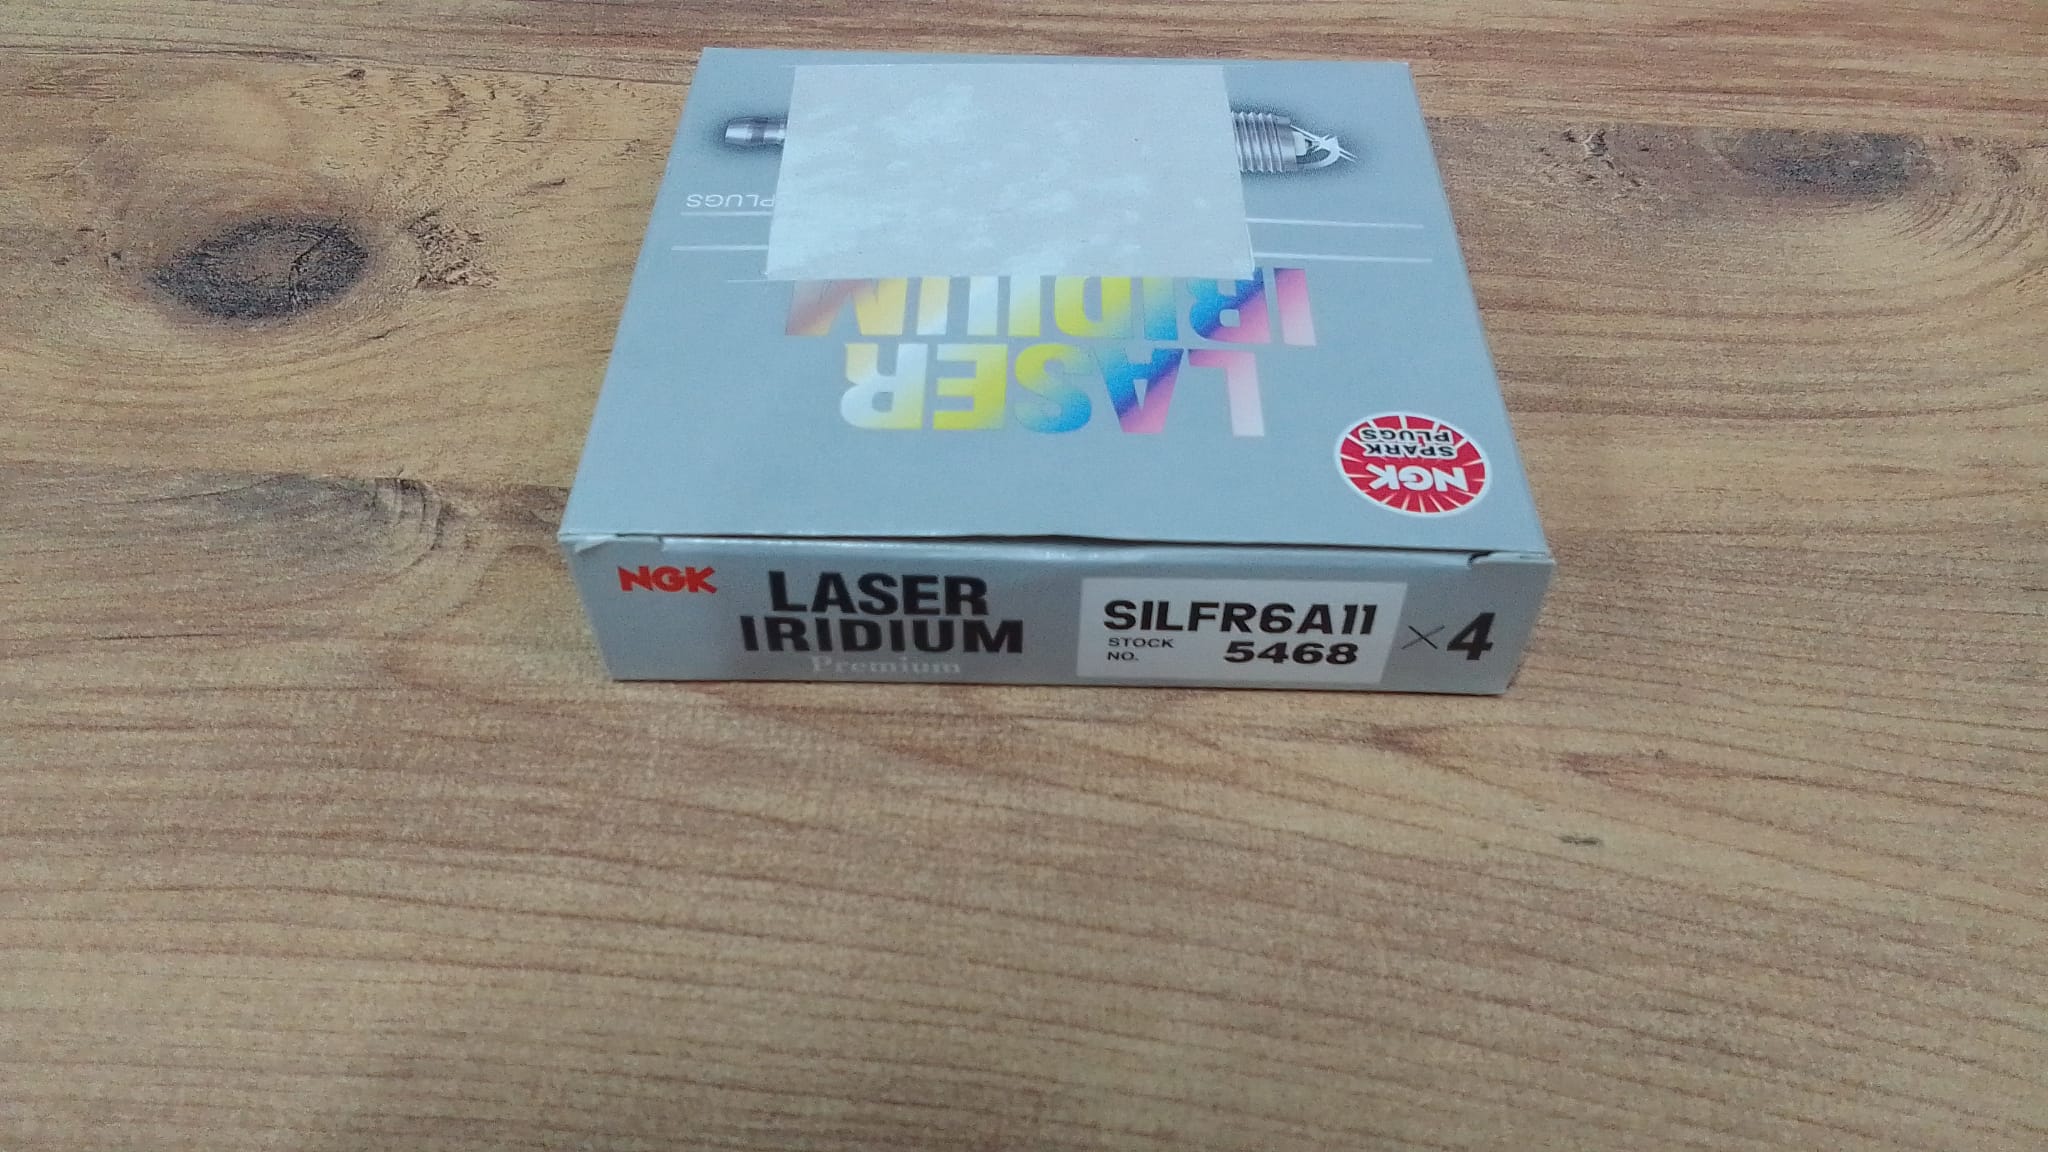 PLUGS
LASER
IRIDIUM
NGK
SPARK
PLUGS
NGK
LASER
IRIDIUM
Premium
SILFR6A11
STOCK
NO.
5468
×4